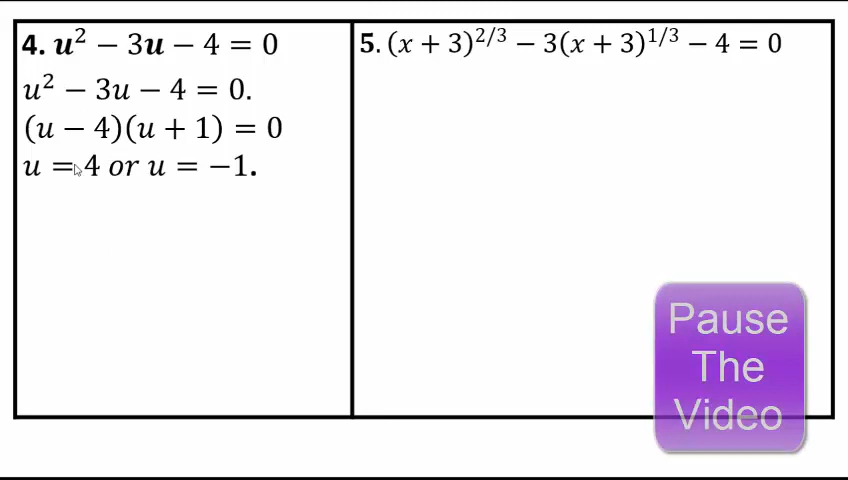 4. u² − 3u − 4 = 0
u² − 3u − 4 = 0.
(u − 4)(u + 1) = 0
u = 4 or u = −1.
5. (x + 3)^{2/3} − 3(x + 3)^{1/3} − 4 = 0
Pause
The
Video